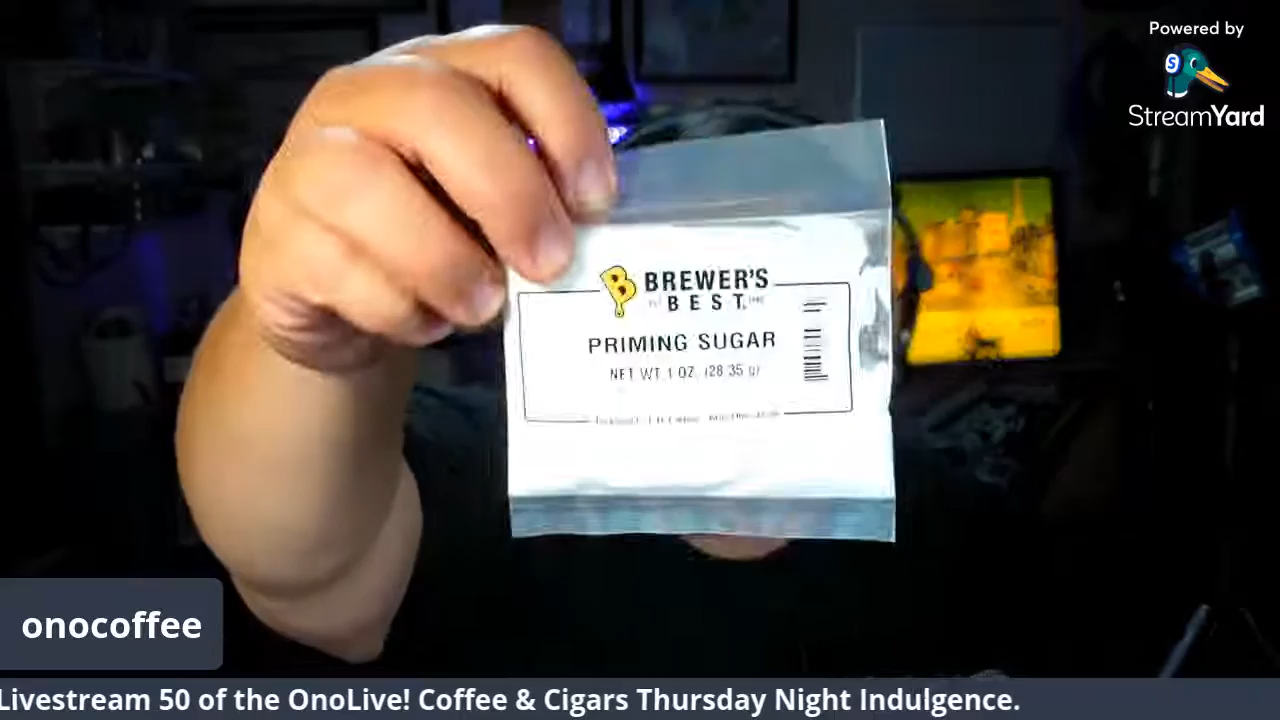 Powered by
StreamYard
BREWER'S
BEST
PRIMING SUGAR
NET WT 1 OZ. (28.35 g)
onocoffee
Livestream 50 of the OnoLive! Coffee & Cigars Thursday Night Indulgence.